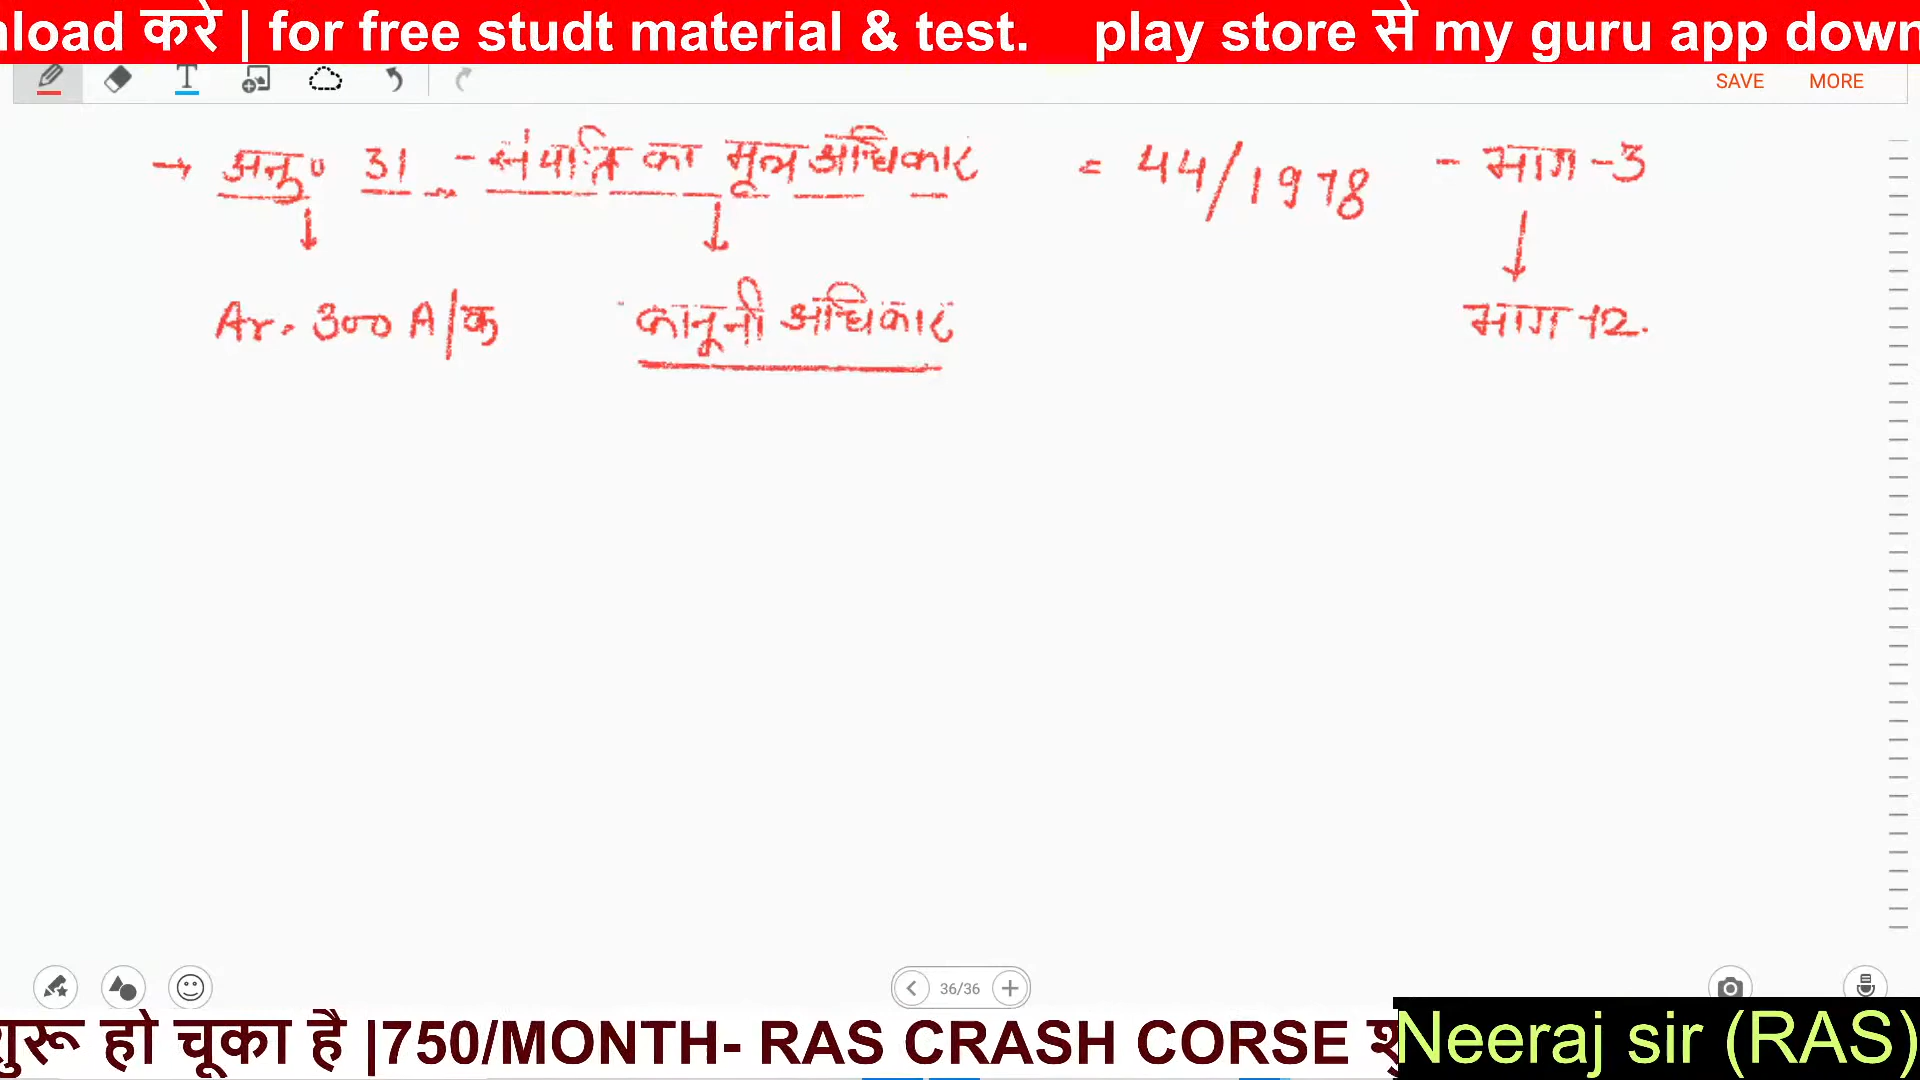 nload करे | for free studt material & test. play store से my guru app down
SAVE MORE
→ अनु० 31 - संपत्ति का मूल अधिकार = 44/1978 - भाग - 3
Ar. 300 A/क कानूनी अधिकार भाग - 12.
36/36
शुरू हो चूका है |750/MONTH- RAS CRASH CORSE शु
Neeraj sir (RAS)